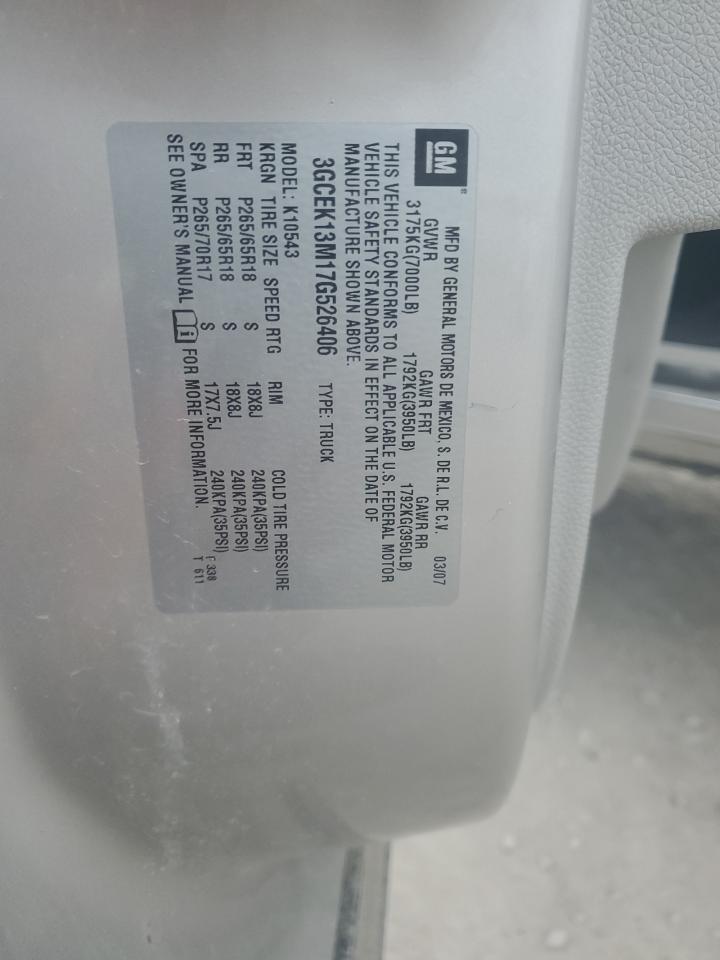 GM®
MFD BY GENERAL MOTORS DE MEXICO, S. DE R.L. DE C.V. 03/07
GVWR GAWR FRT GAWR RR
3175KG(7000LB) 1792KG(3950LB) 1792KG(3950LB)
THIS VEHICLE CONFORMS TO ALL APPLICABLE U.S. FEDERAL MOTOR
VEHICLE SAFETY STANDARDS IN EFFECT ON THE DATE OF
MANUFACTURE SHOWN ABOVE.
3GCEK13M17G526406 TYPE: TRUCK
MODEL: K10543
KRGN TIRE SIZE SPEED RTG RIM COLD TIRE PRESSURE
FRT P265/65R18 S 18X8J 240KPA(35PSI)
RR P265/65R18 S 18X8J 240KPA(35PSI)
SPA P265/70R17 S 17X7.5J 240KPA(35PSI)
SEE OWNER'S MANUAL i FOR MORE INFORMATION.
F 338
T 611